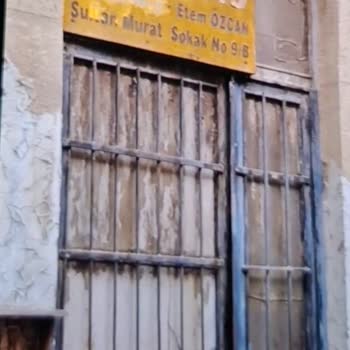 Etem ÖZCAN
Sultan Murat Sokak No 9/B